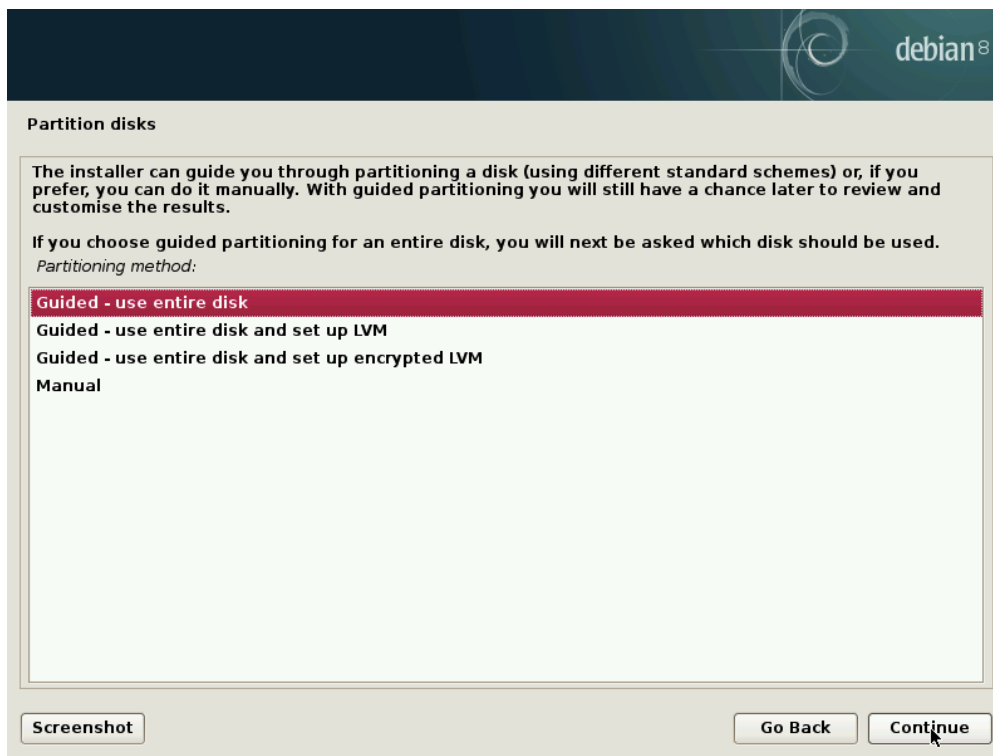 debian 8
Partition disks
The installer can guide you through partitioning a disk (using different standard schemes) or, if you
prefer, you can do it manually. With guided partitioning you will still have a chance later to review and
customise the results.
If you choose guided partitioning for an entire disk, you will next be asked which disk should be used.
Partitioning method:
Guided - use entire disk
Guided - use entire disk and set up LVM
Guided - use entire disk and set up encrypted LVM
Manual
Screenshot
Go Back
Continue